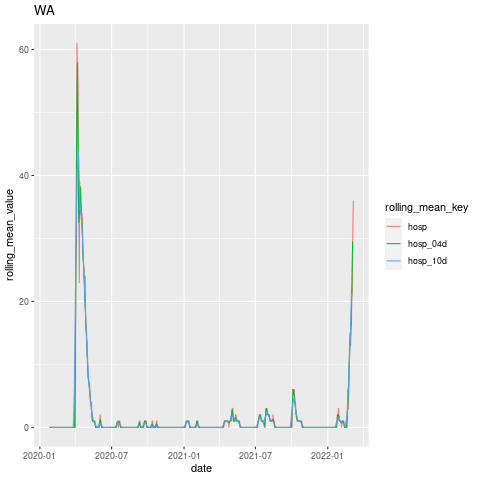 WA
60
40
20
0
rolling_mean_value
2020-01 2020-07 2021-01 2021-07 2022-01
date
rolling_mean_key
hosp
hosp_04d
hosp_10d